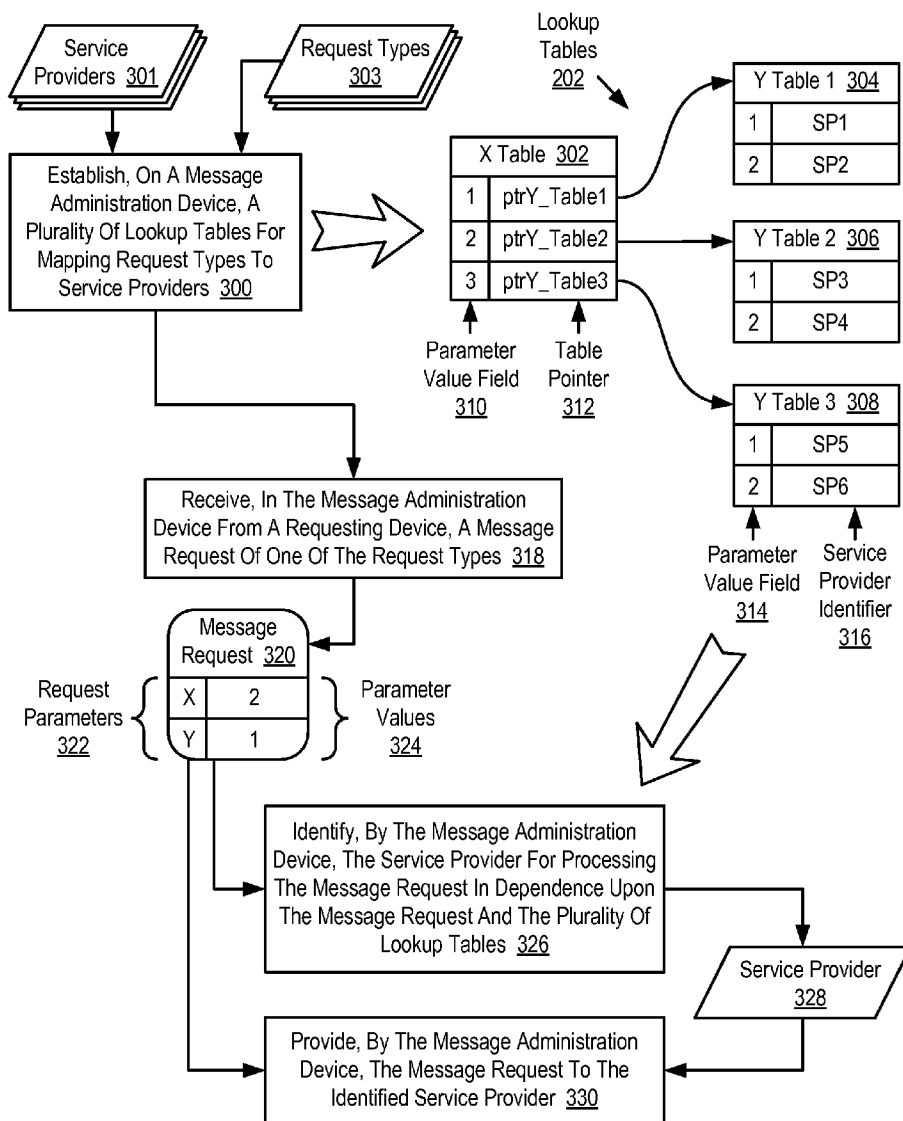 Service
Providers 301
Request Types
303
Lookup
Tables
202
Establish, On A Message
Administration Device, A
Plurality Of Lookup Tables For
Mapping Request Types To
Service Providers 300
X Table 302
1 ptrY_Table1
2 ptrY_Table2
3 ptrY_Table3
Parameter
Value Field
310
Table
Pointer
312
Y Table 1 304
1 SP1
2 SP2
Y Table 2 306
1 SP3
2 SP4
Y Table 3 308
1 SP5
2 SP6
Parameter
Value Field
314
Service
Provider
Identifier
316
Receive, In The Message Administration
Device From A Requesting Device, A Message
Request Of One Of The Request Types 318
Message
Request 320
X 2
Y 1
Request
Parameters
322
Parameter
Values
324
Identify, By The Message Administration
Device, The Service Provider For Processing
The Message Request In Dependence Upon
The Message Request And The Plurality Of
Lookup Tables 326
Service Provider
328
Provide, By The Message Administration
Device, The Message Request To The
Identified Service Provider 330